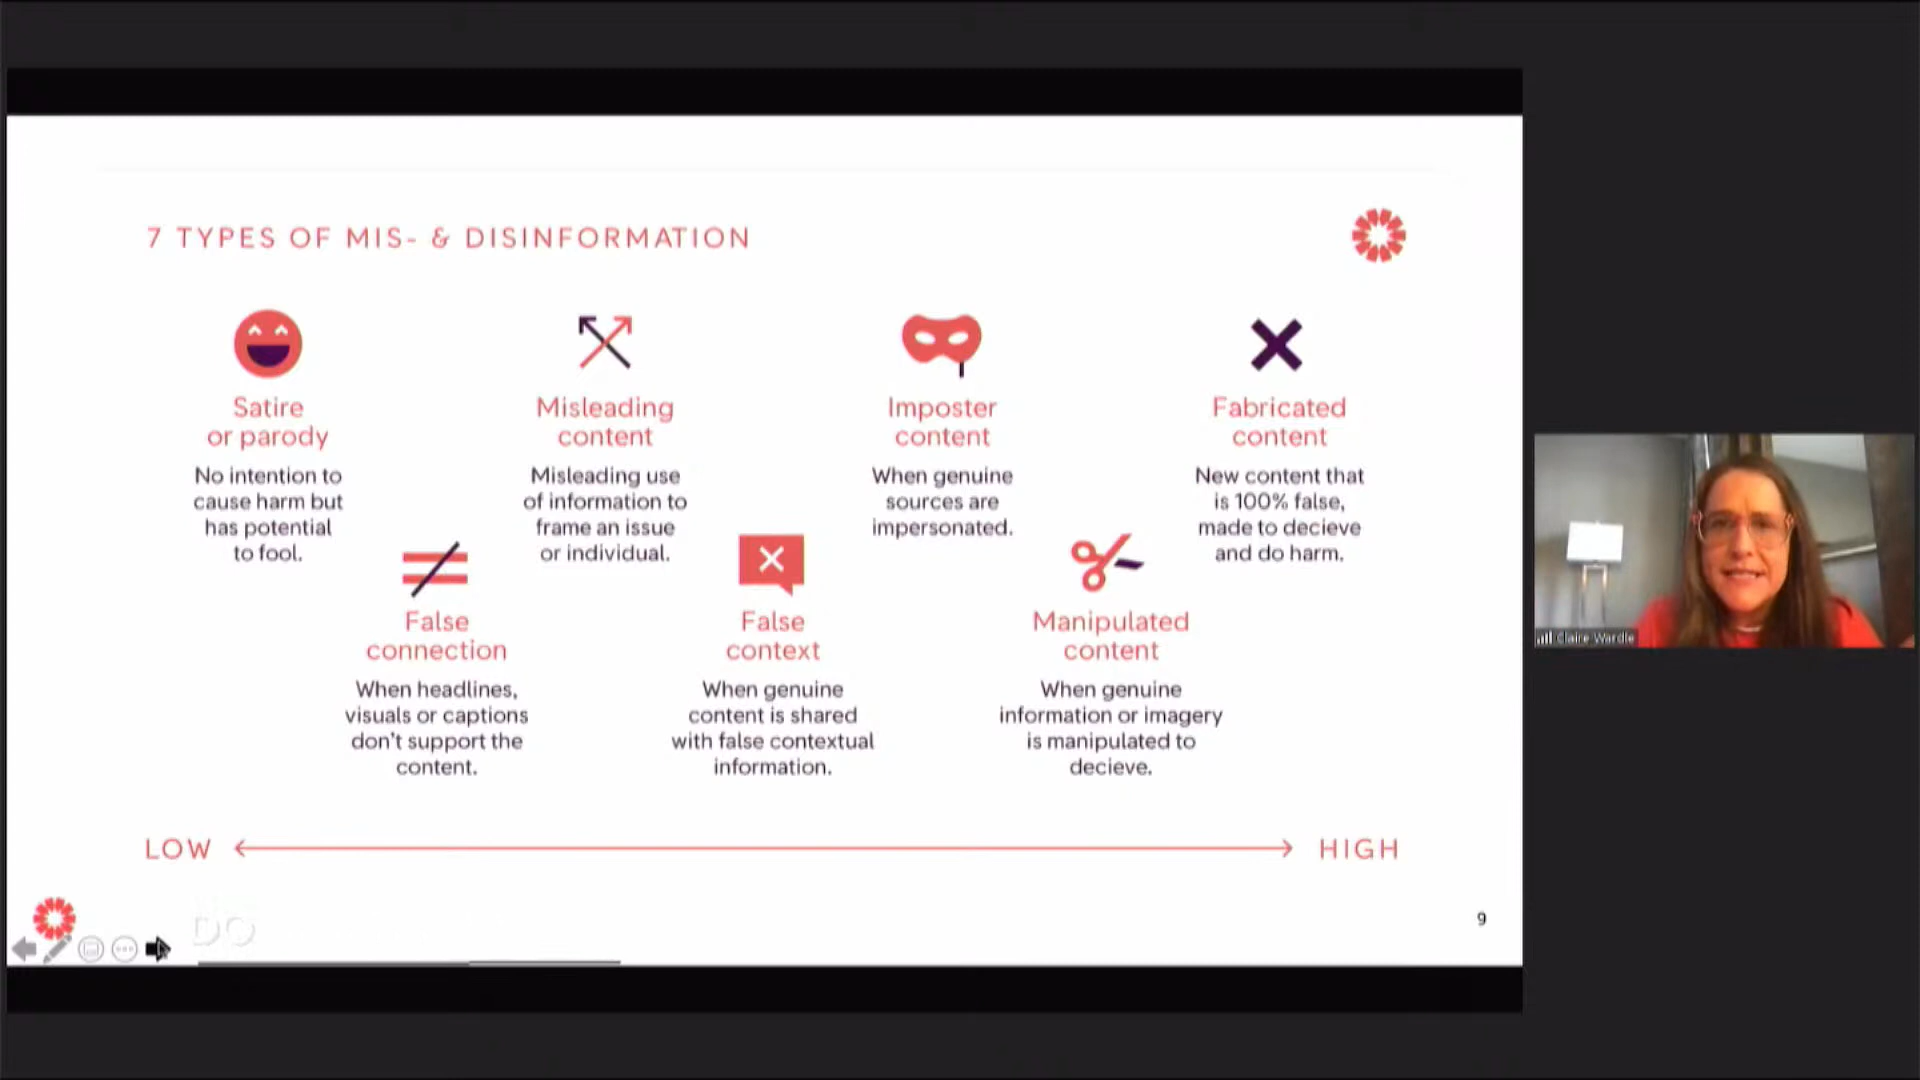 7 TYPES OF MIS- & DISINFORMATION
Satire
or parody
No intention to
cause harm but
has potential
to fool.
Misleading
content
Misleading use
of information to
frame an issue
or individual.
Imposter
content
When genuine
sources are
impersonated.
Fabricated
content
New content that
is 100% false,
made to decieve
and do harm.
False
connection
When headlines,
visuals or captions
don't support the
content.
False
context
When genuine
content is shared
with false contextual
information.
Manipulated
content
When genuine
information or imagery
is manipulated to
decieve.
LOW
HIGH
DO
9
Claire Wardle